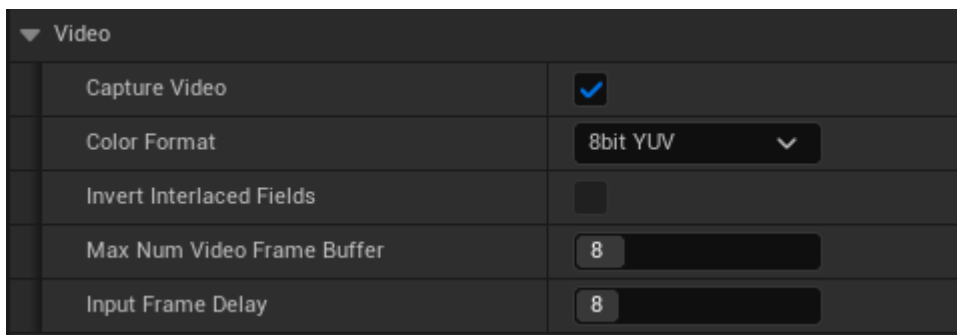 Video
Capture Video
Color Format 8bit YUV
Invert Interlaced Fields
Max Num Video Frame Buffer 8
Input Frame Delay 8